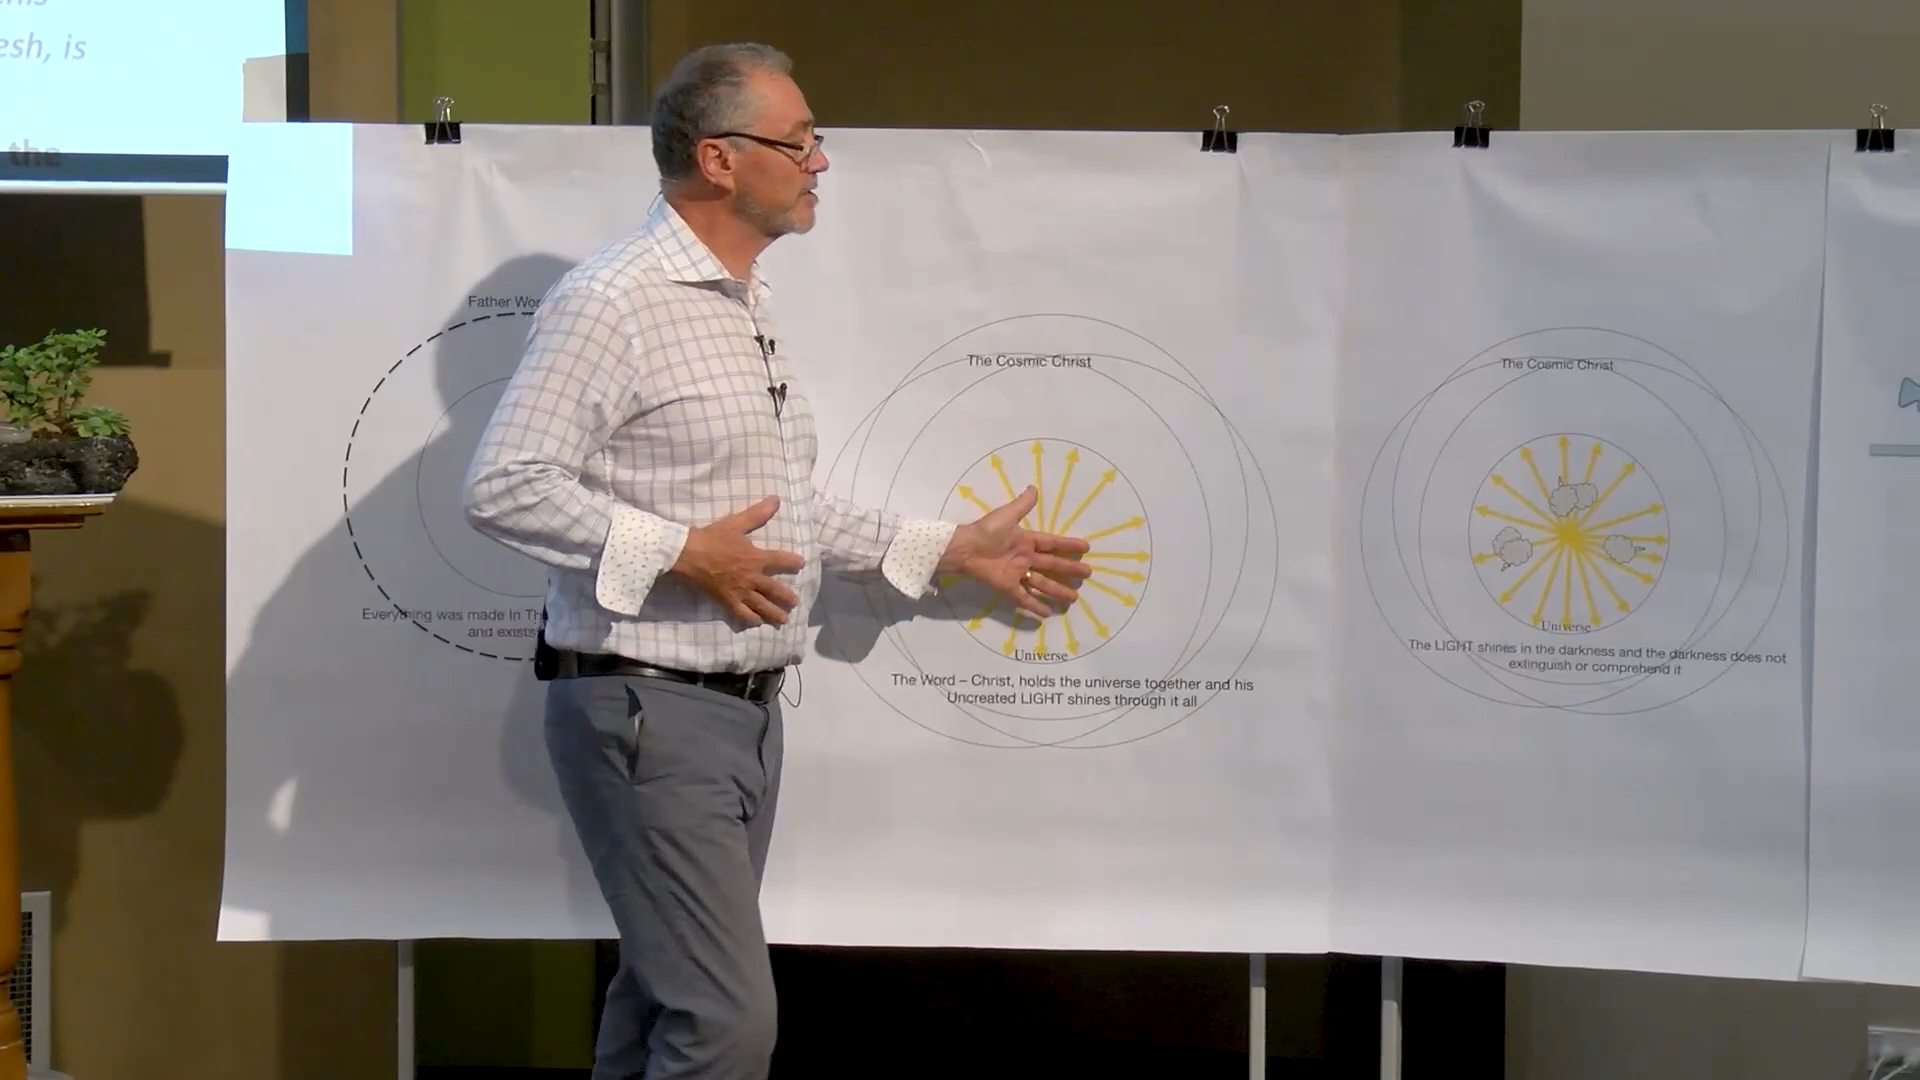 esh, is
the
Father Wor
Everything was made In Th
and exists
The Cosmic Christ
Universe
The Word – Christ, holds the universe together and his
Uncreated LIGHT shines through it all
The Cosmic Christ
Universe
The LIGHT shines in the darkness and the darkness does not
extinguish or comprehend it